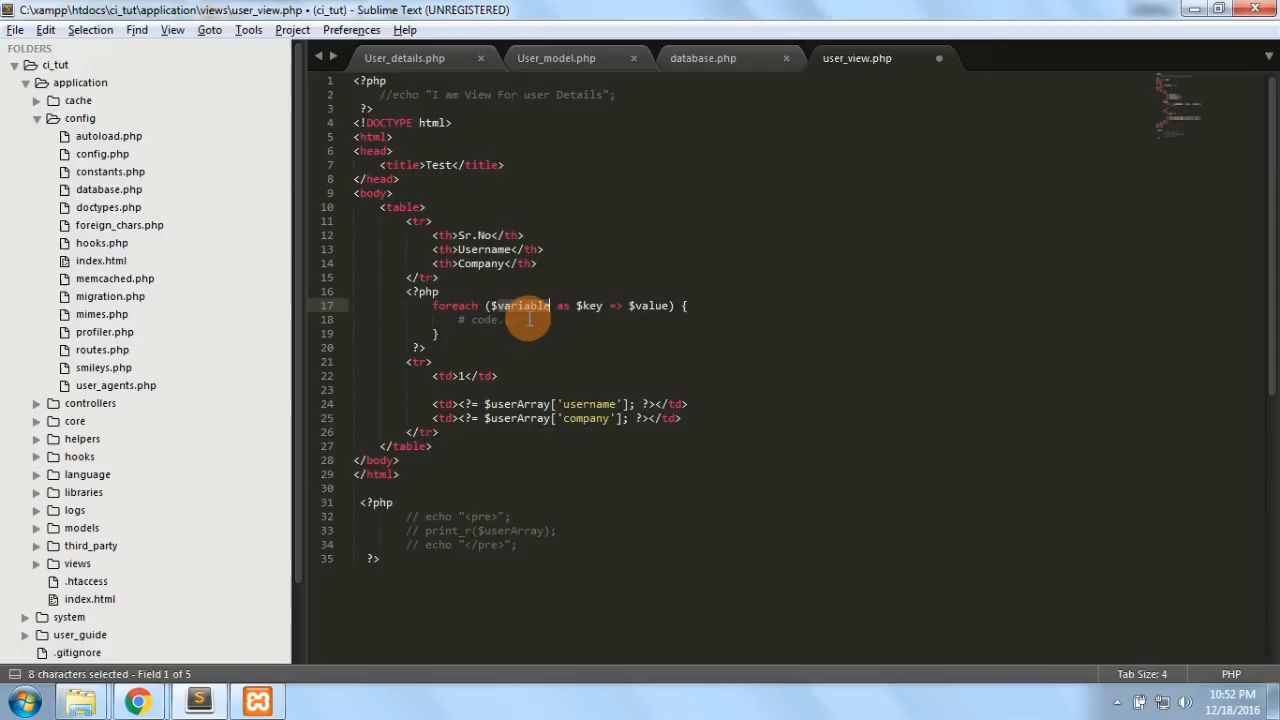 C:\xampp\htdocs\ci_tut\application\views\user_view.php • (ci_tut) - Sublime Text (UNREGISTERED)
File Edit Selection Find View Goto Tools Project Preferences Help
FOLDERS
ci_tut
application
cache
config
autoload.php
config.php
constants.php
database.php
doctypes.php
foreign_chars.php
hooks.php
index.html
memcached.php
migration.php
mimes.php
profiler.php
routes.php
smileys.php
user_agents.php
controllers
core
helpers
hooks
language
libraries
logs
models
third_party
views
.htaccess
index.html
system
user_guide
.gitignore
User_details.php User_model.php database.php user_view.php
1 <?php
2 //echo "I am View For user Details";
3 ?>
4 <!DOCTYPE html>
5 <html>
6 <head>
7 <title>Test</title>
8 </head>
9 <body>
10 <table>
11 <tr>
12 <th>Sr.No</th>
13 <th>Username</th>
14 <th>Company</th>
15 </tr>
16 <?php
17 foreach ($variable as $key => $value) {
18 # code...
19 }
20 ?>
21 <tr>
22 <td>1</td>
23
24 <td><?= $userArray['username']; ?></td>
25 <td><?= $userArray['company']; ?></td>
26 </tr>
27 </table>
28 </body>
29 </html>
30
31 <?php
32 // echo "<pre>";
33 // print_r($userArray);
34 // echo "</pre>";
35 ?>
8 characters selected - Field 1 of 5
Tab Size: 4 PHP
10:52 PM
12/18/2016